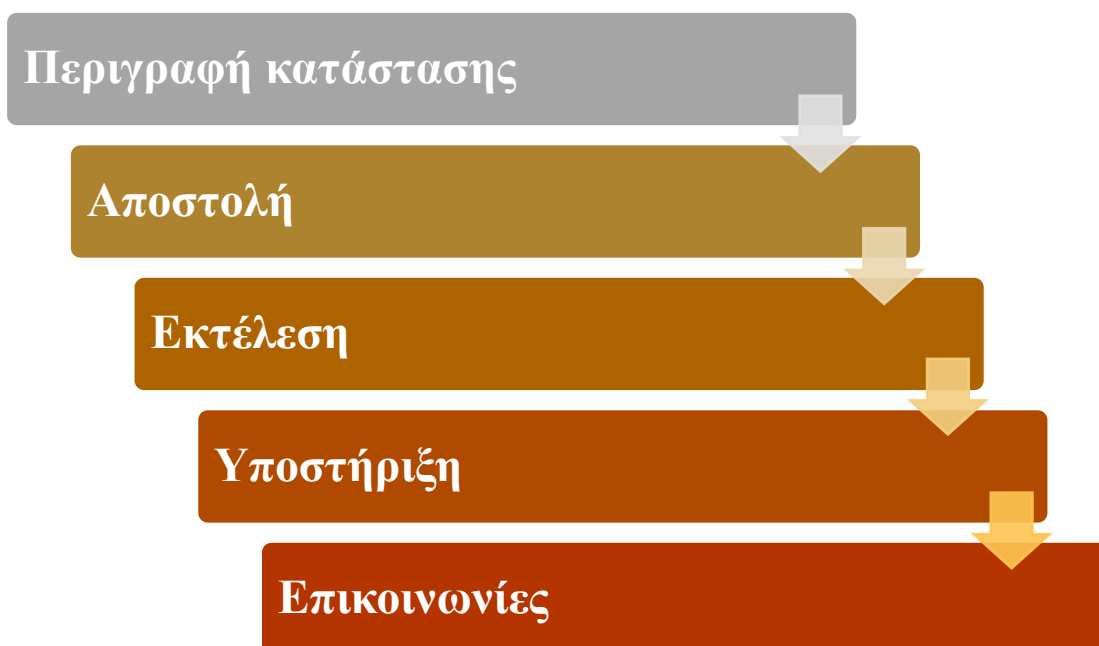 Περιγραφή κατάστασης
Αποστολή
Εκτέλεση
Υποστήριξη
Επικοινωνίες